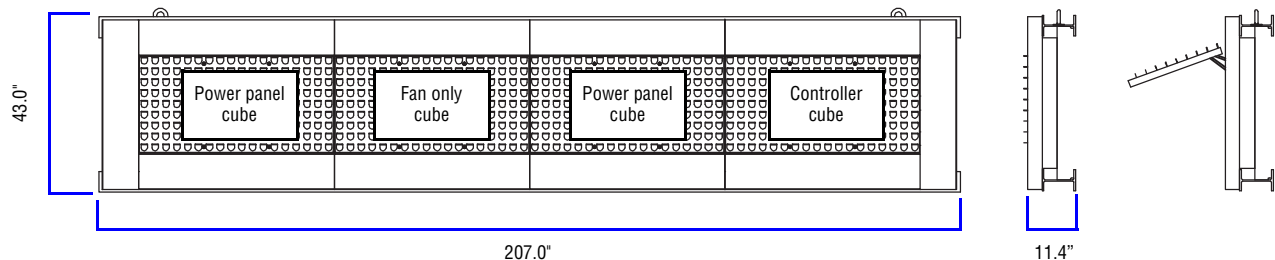 43.0"
Power panel
cube
Fan only
cube
Power panel
cube
Controller
cube
207.0"
11.4”